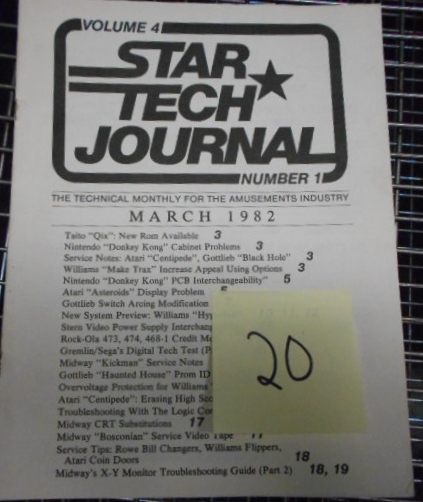 VOLUME 4
STAR
TECH
JOURNAL
NUMBER 1
THE TECHNICAL MONTHLY FOR THE AMUSEMENTS INDUSTRY
MARCH 1982
Taito "Qix": New Rom Available 3
Nintendo "Donkey Kong" Cabinet Problems 3
Service Notes: Atari "Centipede", Gottlieb "Black Hole" 3
Williams "Make Trax" Increase Appeal Using Options 3
Nintendo "Donkey Kong" PCB Interchangeability" 5
Atari "Asteroids" Display Problem
Gottlieb Switch Arcing Modification
New System Preview: Williams
Stern Video Power Supply
Rock-Ola 473, 474, 468-1 Credit
Gremlin/Sega's Digital Tech Test
Midway "Kickman" Service Notes
Gottlieb "Haunted House" Prom ID
Overvoltage Protection for Williams
Atari "Centipede": Erasing High
Troubleshooting With The Logic
Midway CRT Substitutions 17
Midway "Bosconian" Service Video Tape
Service Tips: Rowe Bill Changers, Williams Flippers,
Atari Coin Doors 18
Midway's X-Y Monitor Troubleshooting Guide (Part 2) 18, 19
20